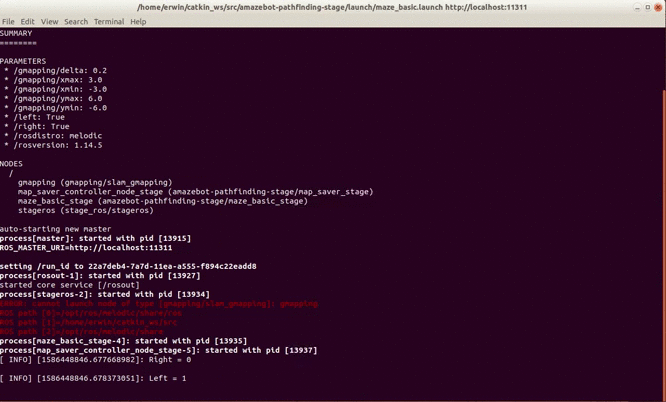 /home/erwin/catkin_ws/src/amazebot-pathfinding-stage/launch/maze_basic.launch http://localhost:11311
File Edit View Search Terminal Help
SUMMARY
========
PARAMETERS
* /gmapping/delta: 0.2
* /gmapping/xmax: 3.0
* /gmapping/xmin: -3.0
* /gmapping/ymax: 6.0
* /gmapping/ymin: -6.0
* /left: True
* /right: True
* /rosdistro: melodic
* /rosversion: 1.14.5
NODES
/
gmapping (gmapping/slam_gmapping)
map_saver_controller_node_stage (amazebot-pathfinding-stage/map_saver_stage)
maze_basic_stage (amazebot-pathfinding-stage/maze_basic_stage)
stageros (stage_ros/stageros)
auto-starting new master
process[master]: started with pid [13915]
ROS_MASTER_URI=http://localhost:11311
setting /run_id to 22a7deb4-7a7d-11ea-a555-f894c22eadd8
process[rosout-1]: started with pid [13927]
started core service [/rosout]
process[stageros-2]: started with pid [13934]
ERROR: cannot launch node of type [gmapping/slam_gmapping]: gmapping
ROS path [0]=/opt/ros/melodic/share/ros
ROS path [1]=/home/erwin/catkin_ws/src
ROS path [2]=/opt/ros/melodic/share
process[maze_basic_stage-4]: started with pid [13935]
process[map_saver_controller_node_stage-5]: started with pid [13937]
[ INFO] [1586448846.677668982]: Right = 0
[ INFO] [1586448846.678373051]: Left = 1